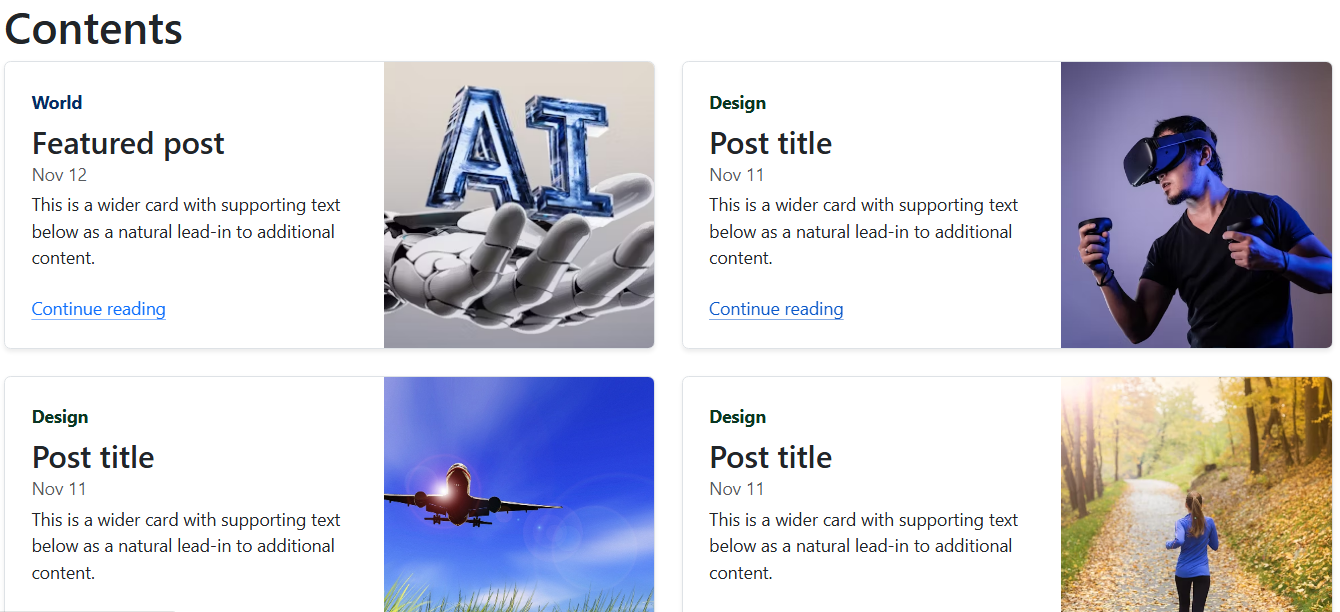 Contents
World
Featured post
Nov 12
This is a wider card with supporting text
below as a natural lead-in to additional
content.
Continue reading
AI
Design
Post title
Nov 11
This is a wider card with supporting text
below as a natural lead-in to additional
content.
Continue reading
Design
Post title
Nov 11
This is a wider card with supporting text
below as a natural lead-in to additional
content.
Design
Post title
Nov 11
This is a wider card with supporting text
below as a natural lead-in to additional
content.